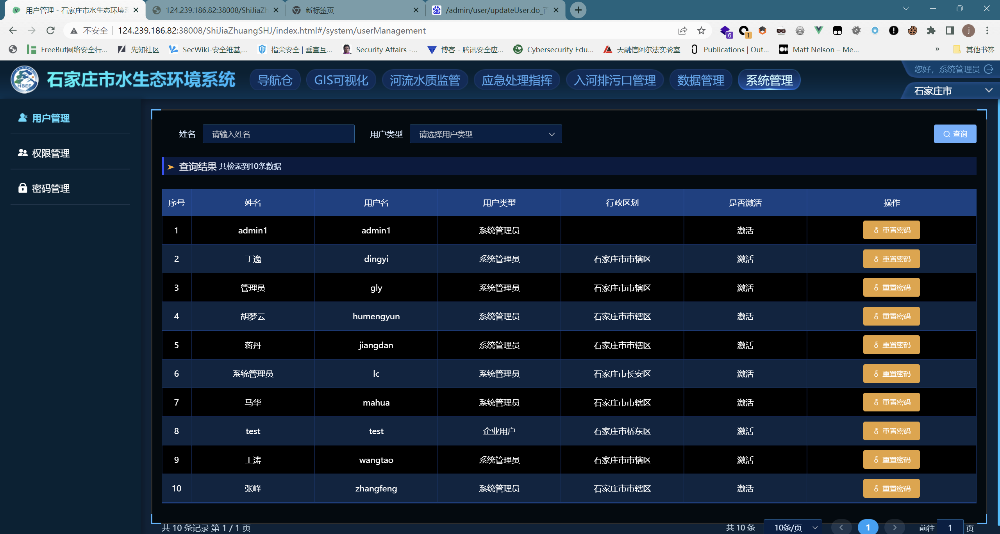 用户管理 - 石家庄市水生态环境系
124.239.186.82:38008/ShiJiaZh
新标签页
/admin/user/updateUser.do_百
不安全
124.239.186.82:38008/ShiJiaZhuangSHJ/index.html#/system/userManagement
6
1
j
FreeBuf网络安全行...
先知社区
SecWiki-安全维基,...
指尖安全 | 垂直互...
Security Affairs -...
博客 - 腾讯安全应...
Cybersecurity Edu...
天融信阿尔法实验室
Publications | Out...
Matt Nelson – Me...
»
其他书签
HBEE
石家庄市水生态环境系统
导航仓
GIS可视化
河流水质监管
应急处理指挥
入河排污口管理
数据管理
系统管理
您好，系统管理员
石家庄市
用户管理
权限管理
密码管理
姓名 请输入姓名 用户类型 请选择用户类型 查询
查询结果 共检索到10条数据
序号 姓名 用户名 用户类型 行政区划 是否激活 操作
1 admin1 admin1 系统管理员 激活 重置密码
2 丁逸 dingyi 系统管理员 石家庄市市辖区 激活 重置密码
3 管理员 gly 系统管理员 石家庄市市辖区 激活 重置密码
4 胡梦云 humengyun 系统管理员 石家庄市市辖区 激活 重置密码
5 蒋丹 jiangdan 系统管理员 石家庄市市辖区 激活 重置密码
6 系统管理员 lc 系统管理员 石家庄市长安区 激活 重置密码
7 马华 mahua 系统管理员 石家庄市市辖区 激活 重置密码
8 test test 企业用户 石家庄市桥东区 激活 重置密码
9 王涛 wangtao 系统管理员 石家庄市市辖区 激活 重置密码
10 张峰 zhangfeng 系统管理员 石家庄市市辖区 激活 重置密码
共 10 条记录 第 1 / 1 页
共 10 条 10条/页 1 前往 1 页